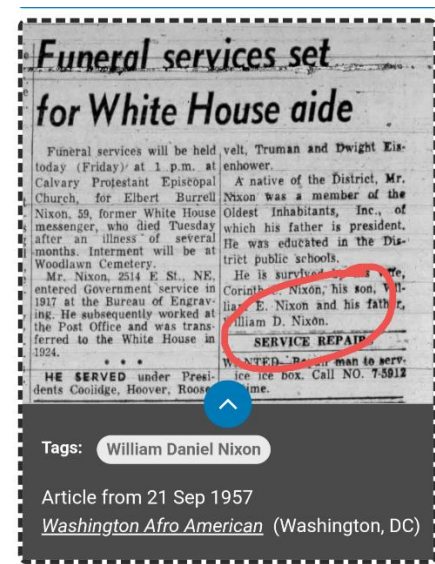 Funeral services set
for White House aide
Funeral services will be held
today (Friday) at 1 p.m. at
Calvary Protestant Episcopal
Church, for Elbert Burrell
Nixon, 59, former White House
messenger, who died Tuesday
after an illness of several
months. Interment will be at
Woodlawn Cemetery.
Mr. Nixon, 2514 E St., NE,
entered Government service in
1917 at the Bureau of Engrav-
ing. He subsequently worked at
the Post Office and was trans-
ferred to the White House in
1924.
* * *
HE SERVED under Presi-
dents Coolidge, Hoover, Roose-
velt, Truman and Dwight Eis-
enhower.
A native of the District, Mr.
Nixon was a member of the
Oldest Inhabitants, Inc., of
which his father is president.
He was educated in the Dis-
trict public schools.
He is survived by his wife,
Nixon, his son, Wil-
liam E. Nixon and his father,
William D. Nixon.
SERVICE REPAIR
WANTED man to serv-
ice ice box. Call NO. 7-5912
Tags: William Daniel Nixon
Article from 21 Sep 1957
Washington Afro American (Washington, DC)